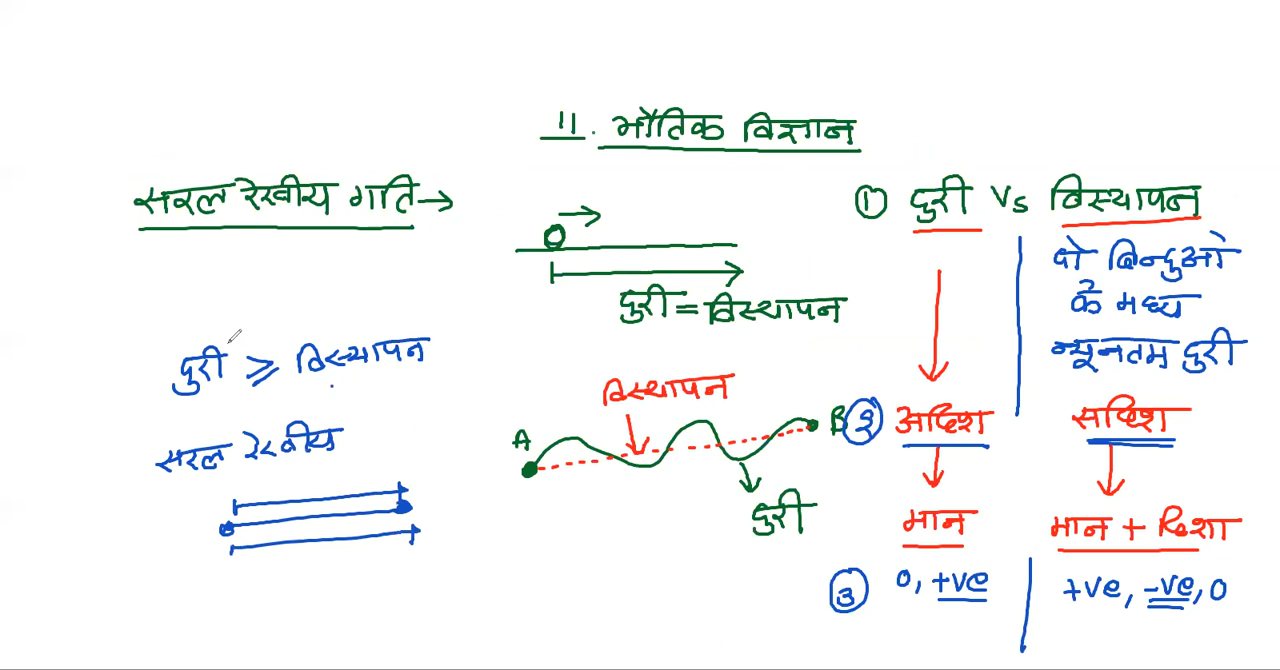 11. भौतिक विज्ञान
सरल रेखीय गति →
दुरी = विस्थापन
दुरी ≥ विस्थापन
सरल रेखीय
विस्थापन
A
B
दुरी
① दुरी Vs विस्थापन
दो बिन्दुओ
के मध्य
न्यूनतम दुरी
② अदिश सदिश
मान मान + दिशा
③ 0, +ve +ve, -ve, 0